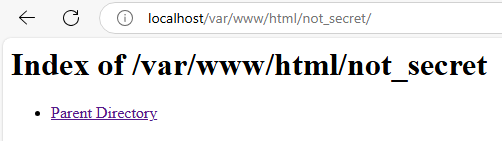 localhost/var/www/html/not_secret/
Index of /var/www/html/not_secret
Parent Directory